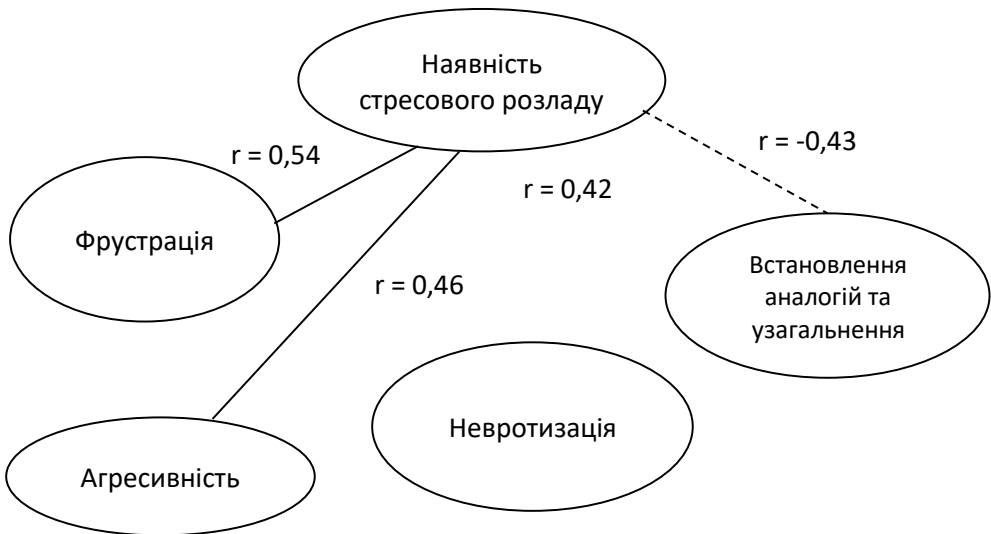 Наявність
стресового розладу
r = 0,54
r = -0,43
r = 0,42
Фрустрація
r = 0,46
Встановлення
аналогій та
узагальнення
Невротизація
Агресивність